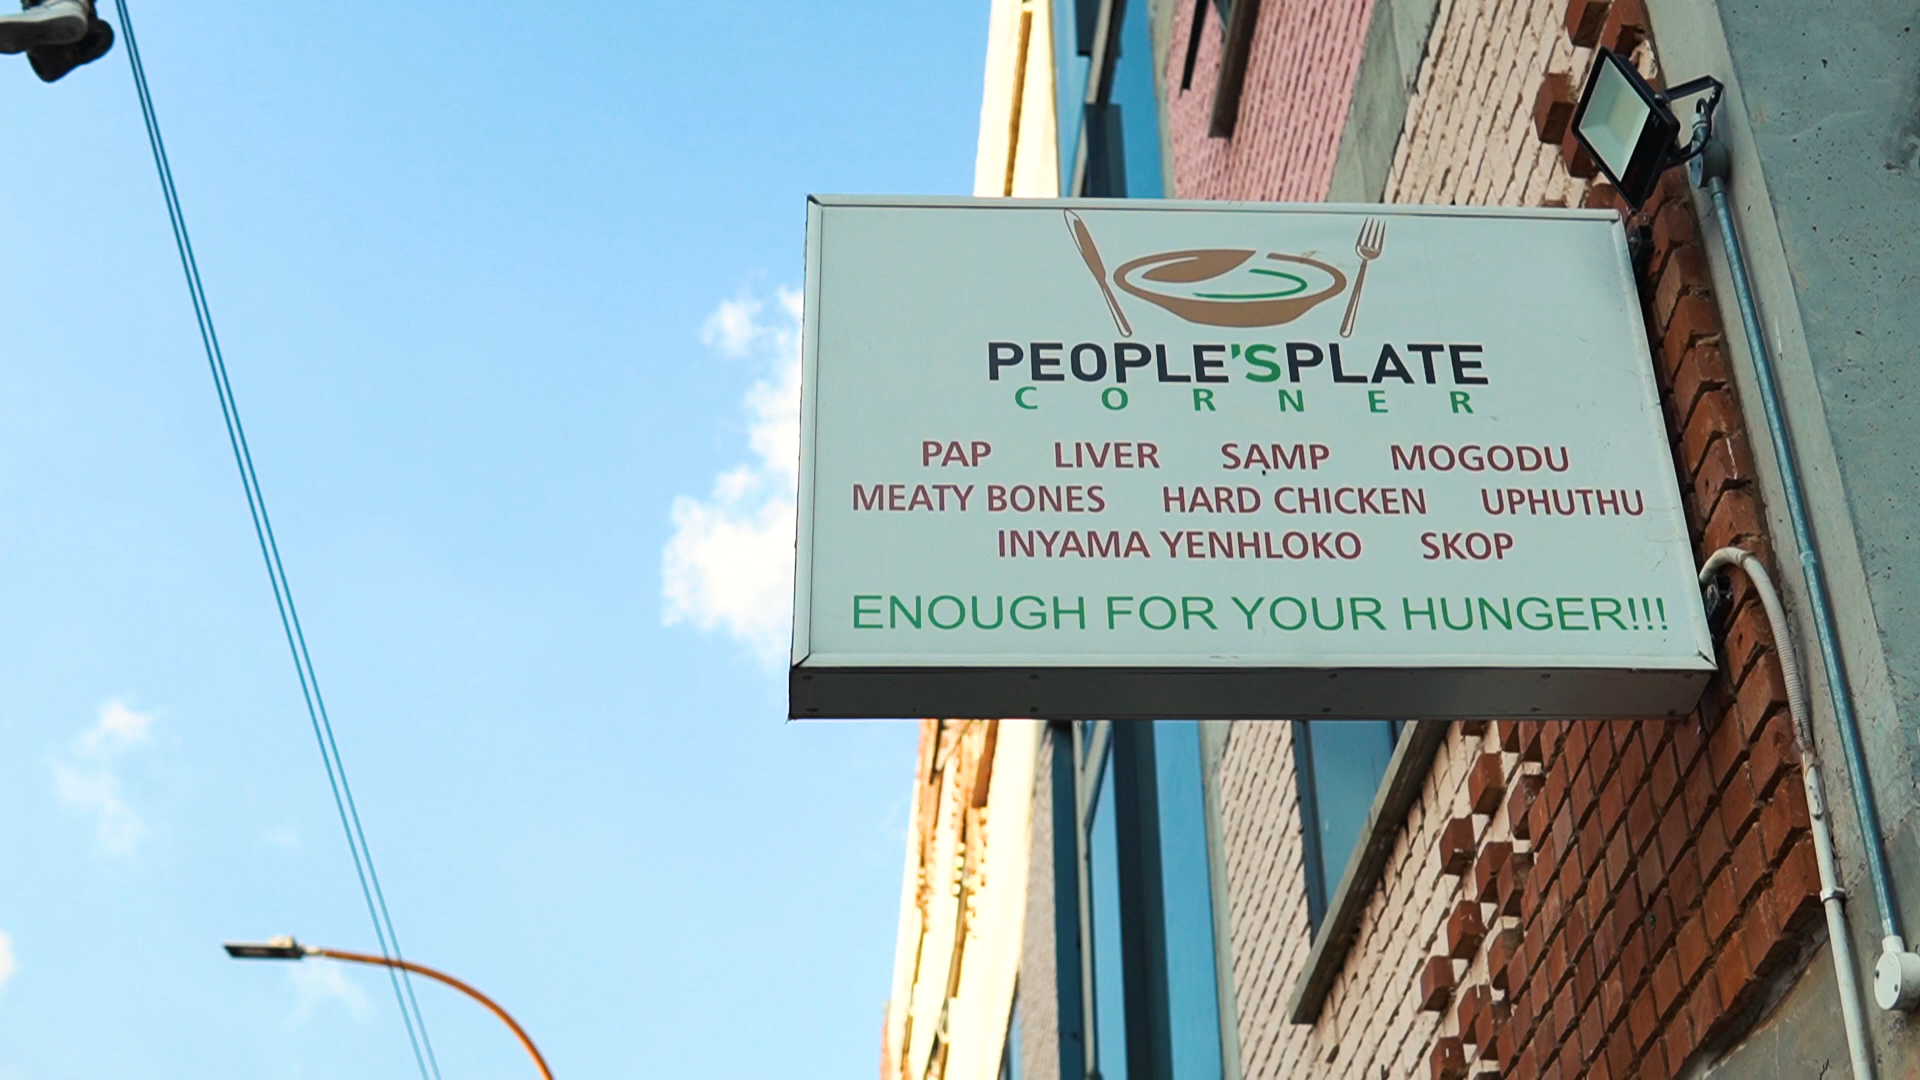 PEOPLE'SPLATE
CORNER
PAP LIVER SAMP MOGODU
MEATY BONES HARD CHICKEN UPHUTHU
INYAMA YENHLOKO SKOP
ENOUGH FOR YOUR HUNGER!!!